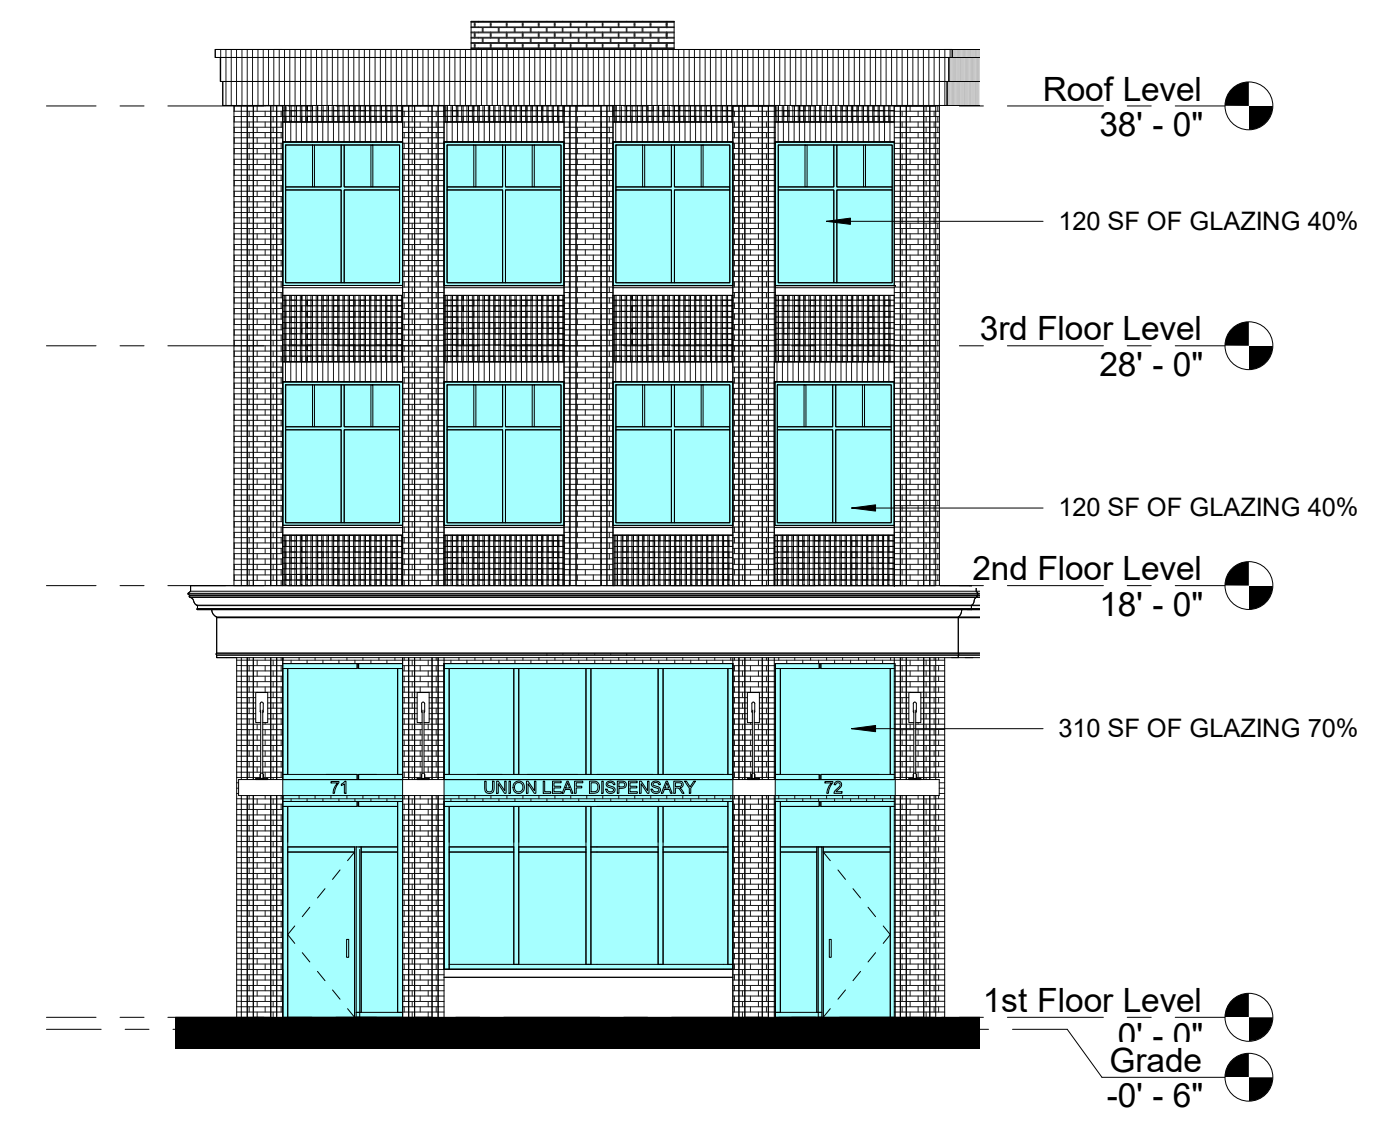 Roof Level
38' - 0"
120 SF OF GLAZING 40%
3rd Floor Level
28' - 0"
120 SF OF GLAZING 40%
2nd Floor Level
18' - 0"
310 SF OF GLAZING 70%
71
UNION LEAF DISPENSARY
72
1st Floor Level
0' - 0"
Grade
-0' - 6"